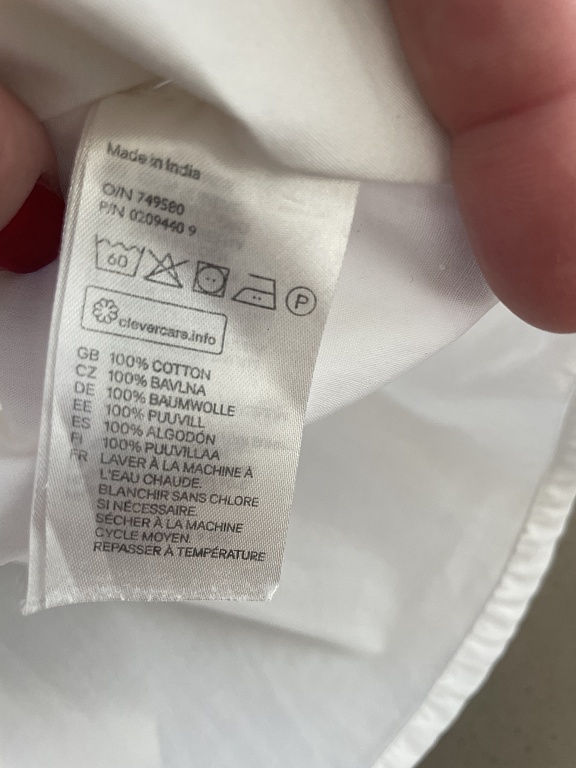 Made in India
O/N 749580
P/N 0209440 9
60
P
clevercare.info
GB 100% COTTON
CZ 100% BAVLNA
DE 100% BAUMWOLLE
EE 100% PUUVILL
ES 100% ALGODÓN
FI 100% PUUVILLAA
FR LAVER À LA MACHINE À
L'EAU CHAUDE.
BLANCHIR SANS CHLORE
SI NÉCESSAIRE.
SÉCHER À LA MACHINE
CYCLE MOYEN.
REPASSER À TEMPÉRATURE